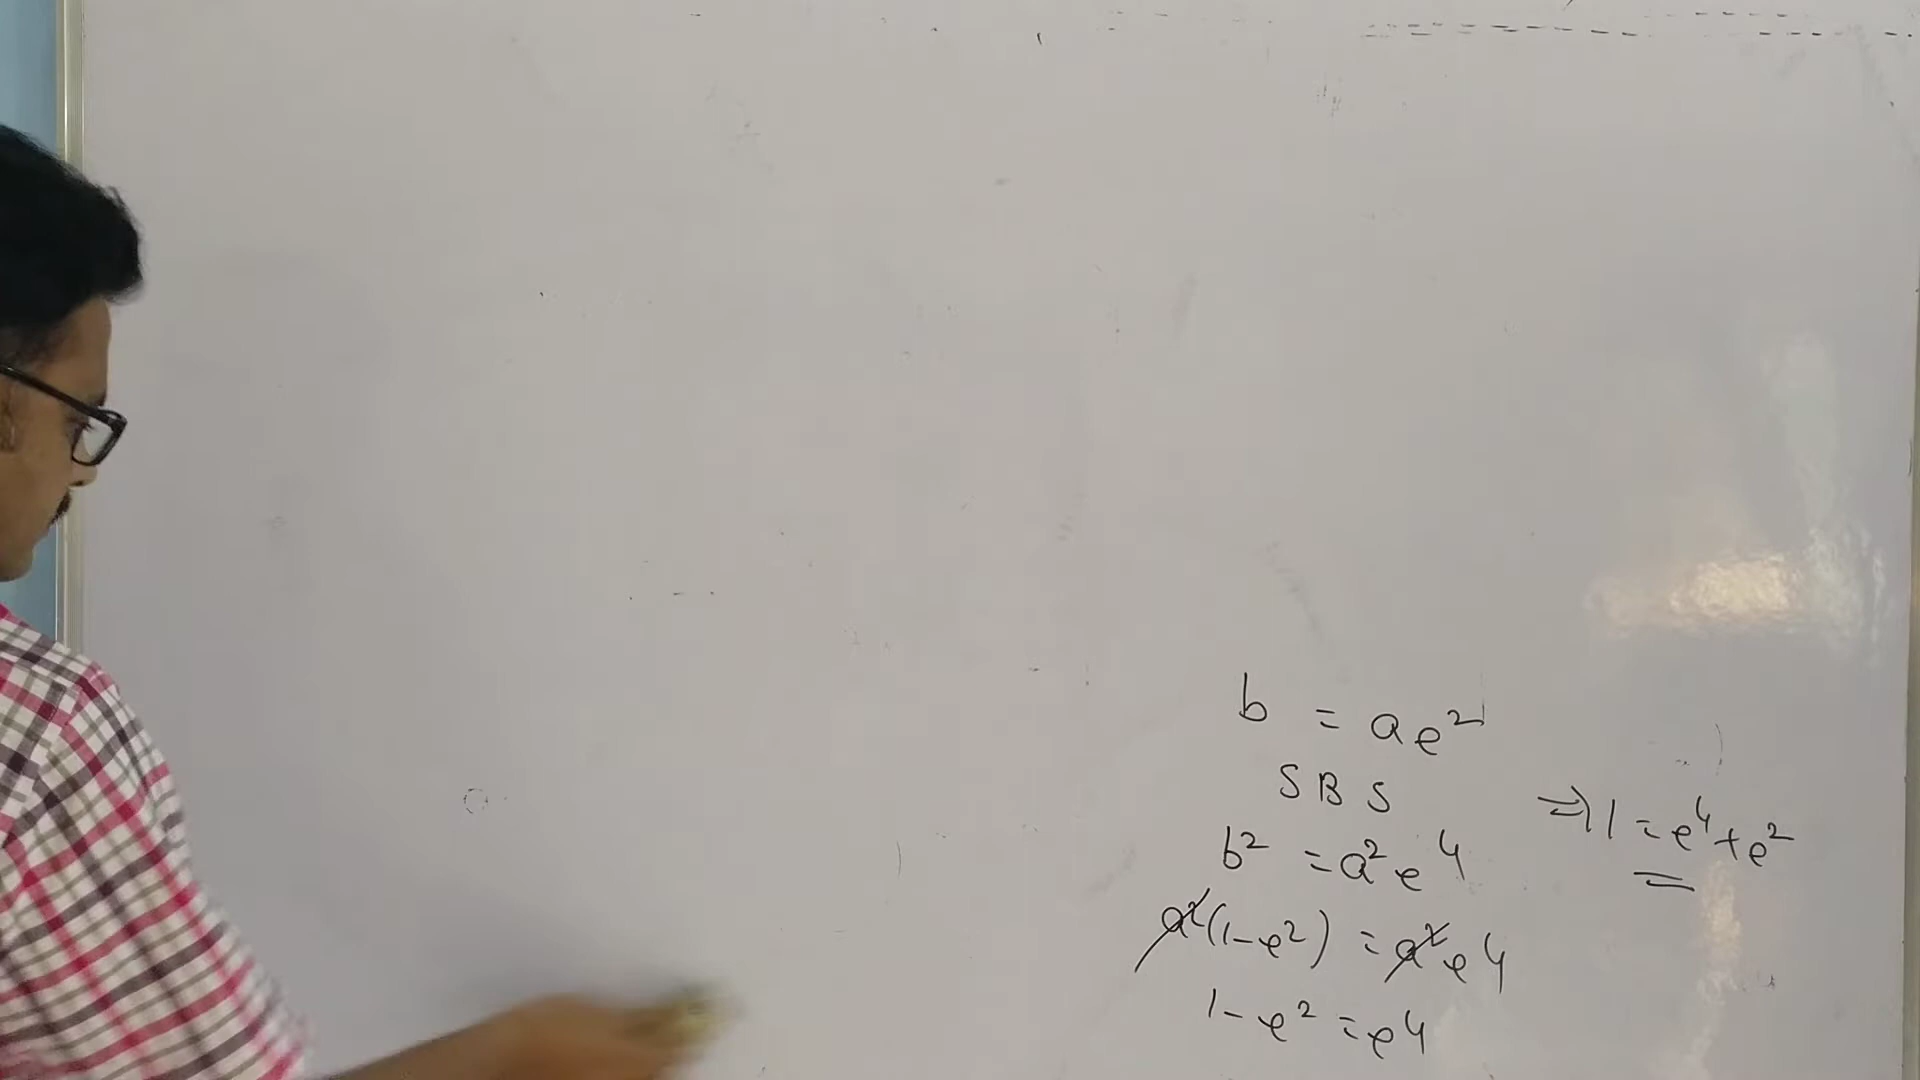 b = ae²
SBS
b² = a²e⁴
a²(1-e²) = a²e⁴
1-e² = e⁴
⇒ 1 = e⁴+e²